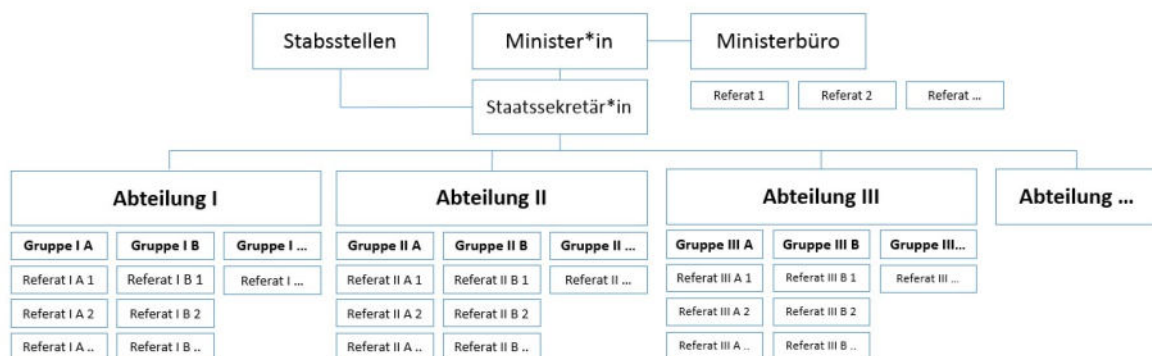 Stabsstellen
Minister*in
Ministerbüro
Staatssekretär*in
Referat 1
Referat 2
Referat ...
Abteilung I
Abteilung II
Abteilung III
Abteilung ...
Gruppe I A
Gruppe I B
Gruppe I ...
Gruppe II A
Gruppe II B
Gruppe II ...
Gruppe III A
Gruppe III B
Gruppe III...
Referat I A 1
Referat I B 1
Referat I ...
Referat II A 1
Referat II B 1
Referat II ...
Referat III A 1
Referat III B 1
Referat III ...
Referat I A 2
Referat I B 2
Referat II A 2
Referat II B 2
Referat III A 2
Referat III B 2
Referat I A ..
Referat I B ..
Referat II A ..
Referat II B ..
Referat III A ..
Referat III B ..